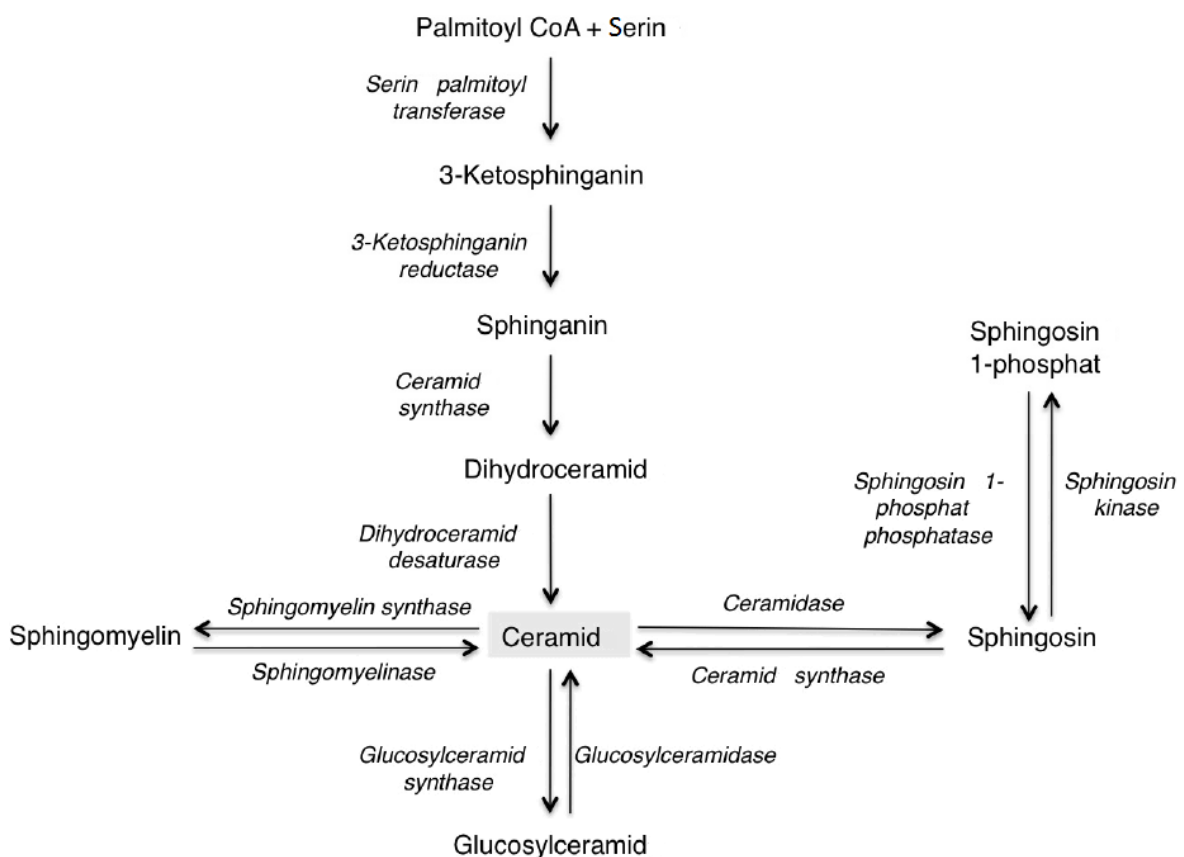 Palmitoyl CoA + Serin
Serin palmitoyl
transferase
3-Ketosphinganin
3-Ketosphinganin
reductase
Sphinganin
Sphingosin
1-phosphat
Ceramid
synthase
Dihydroceramid
Sphingosin 1-
phosphat
phosphatase
Sphingosin
kinase
Dihydroceramid
desaturase
Sphingomyelin synthase
Ceramidase
Sphingomyelin
Ceramid
Sphingosin
Sphingomyelinase
Ceramid synthase
Glucosylceramid
synthase
Glucosylceramidase
Glucosylceramid